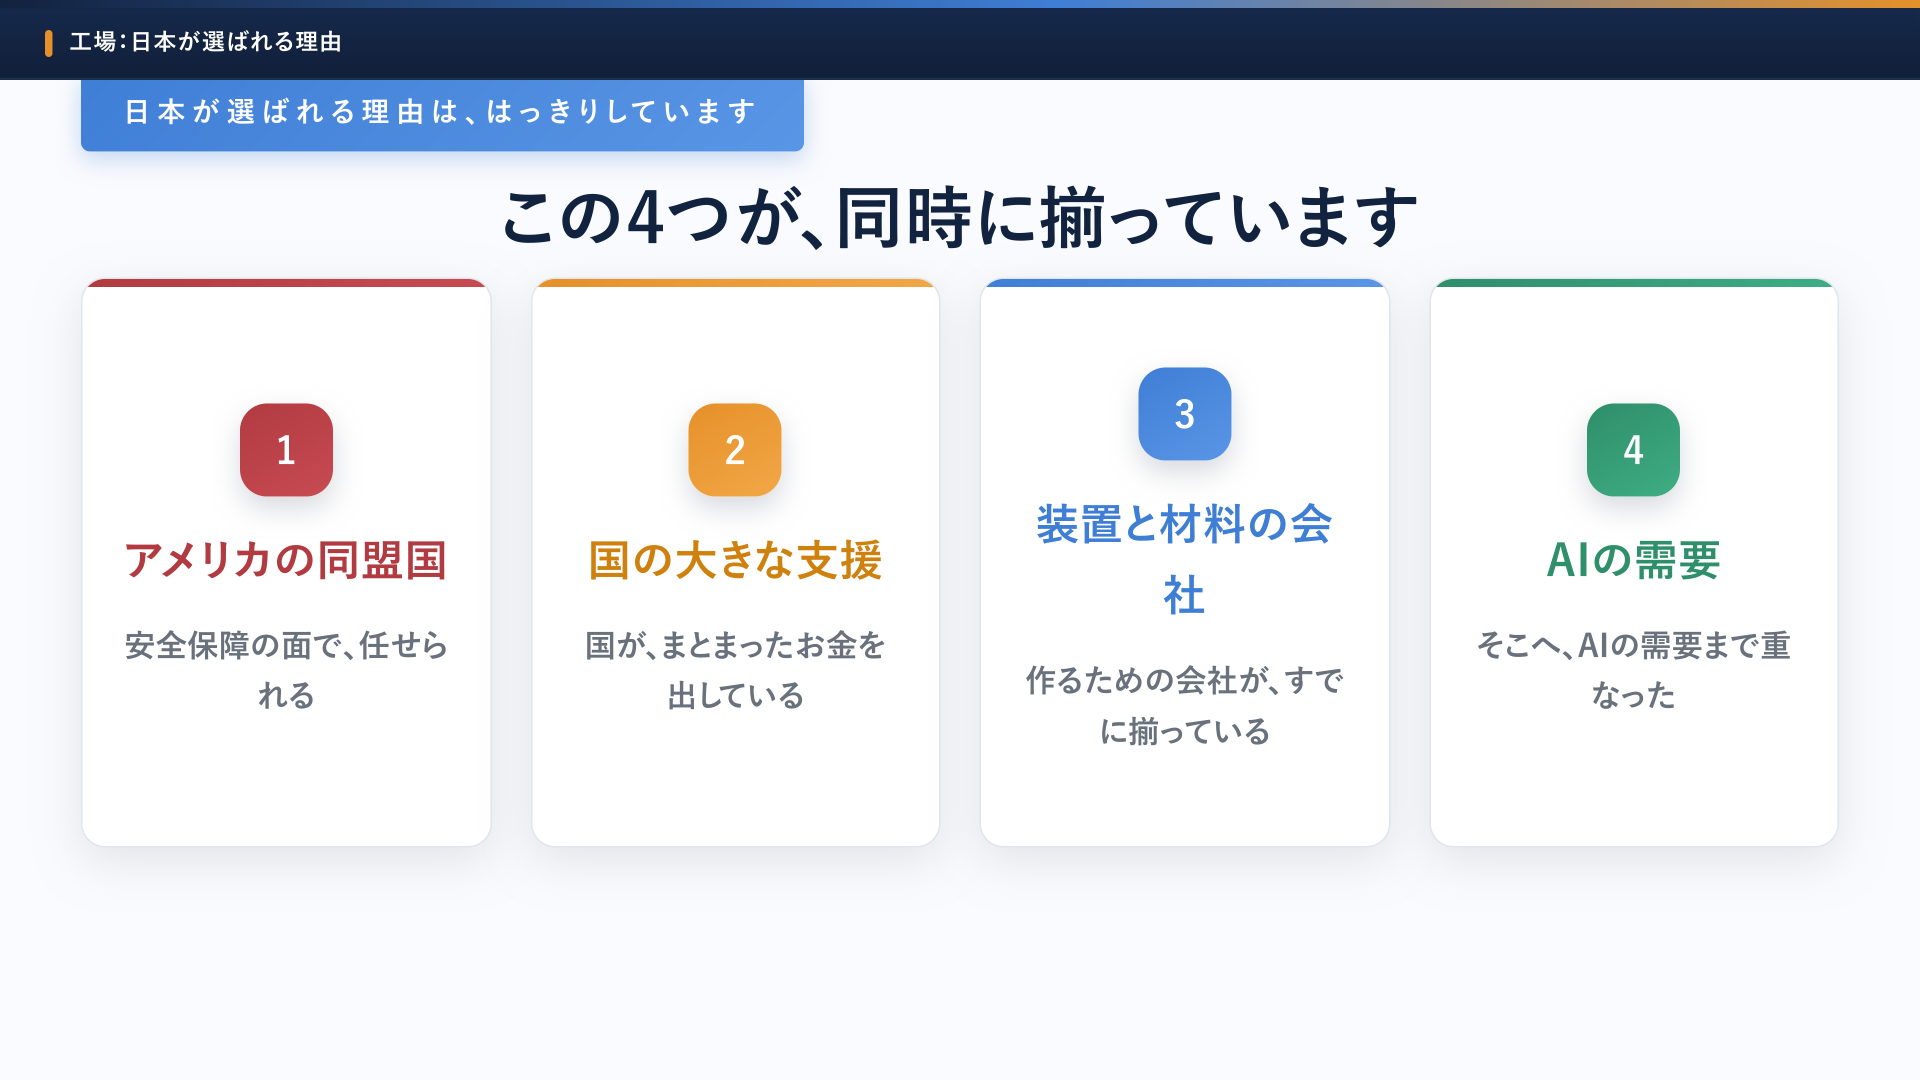 工場：日本が選ばれる理由
日本が選ばれる理由は、はっきりしています
この4つが、同時に揃っています
1
アメリカの同盟国
安全保障の面で、任せら
れる
2
国の大きな支援
国が、まとまったお金を
出している
3
装置と材料の会
社
作るための会社が、すで
に揃っている
4
AIの需要
そこへ、AIの需要まで重
なった